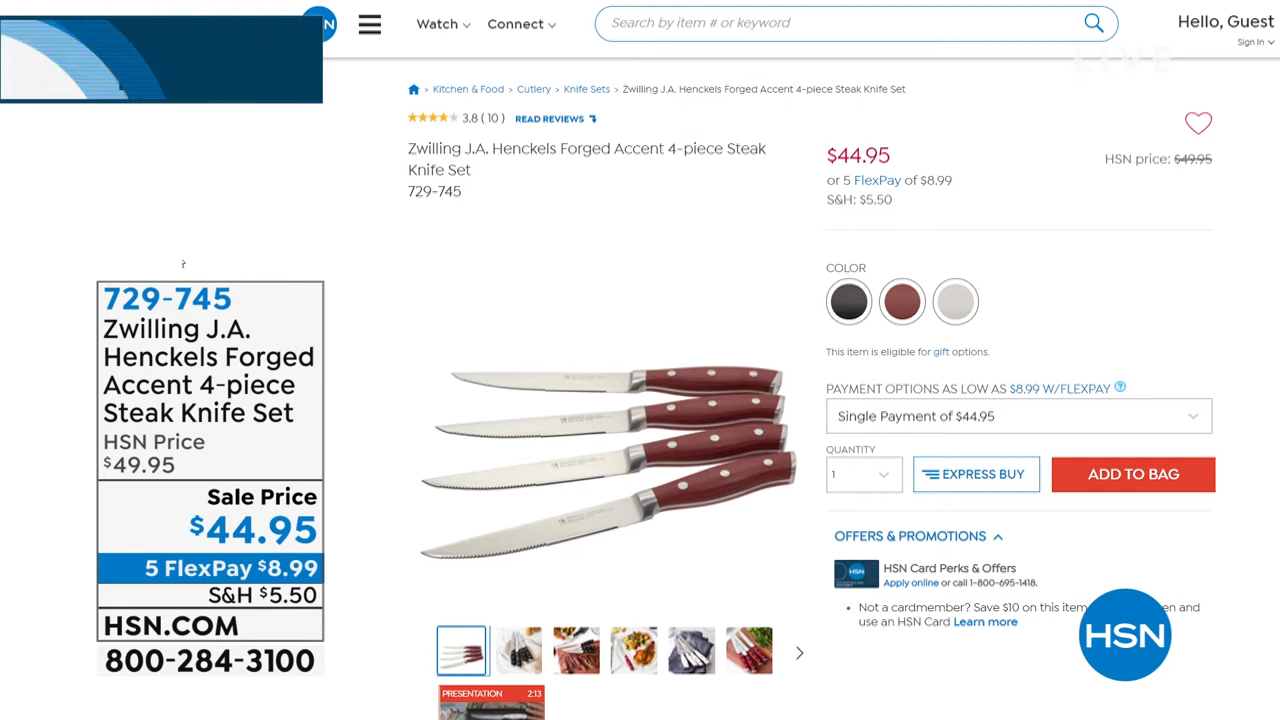 N
Watch
Connect
Search by item # or keyword
Hello, Guest
Sign In
LIVE
> Kitchen & Food > Cutlery > Knife Sets > Zwilling J.A. Henckels Forged Accent 4-piece Steak Knife Set
3.8 ( 10 ) READ REVIEWS
Zwilling J.A. Henckels Forged Accent 4-piece Steak
Knife Set
729-745
$44.95
HSN price: $49.95
or 5 FlexPay of $8.99
S&H: $5.50
COLOR
This item is eligible for gift options.
PAYMENT OPTIONS AS LOW AS $8.99 W/FLEXPAY ?
Single Payment of $44.95
QUANTITY
1
EXPRESS BUY
ADD TO BAG
OFFERS & PROMOTIONS
HSN
HSN Card Perks & Offers
Apply online or call 1-800-695-1418.
• Not a cardmember? Save $10 on this item en and
use an HSN Card Learn more
HSN
PRESENTATION 2:13
729-745
Zwilling J.A.
Henckels Forged
Accent 4-piece
Steak Knife Set
HSN Price
$49.95
Sale Price
$44.95
5 FlexPay $8.99
S&H $5.50
HSN.COM
800-284-3100